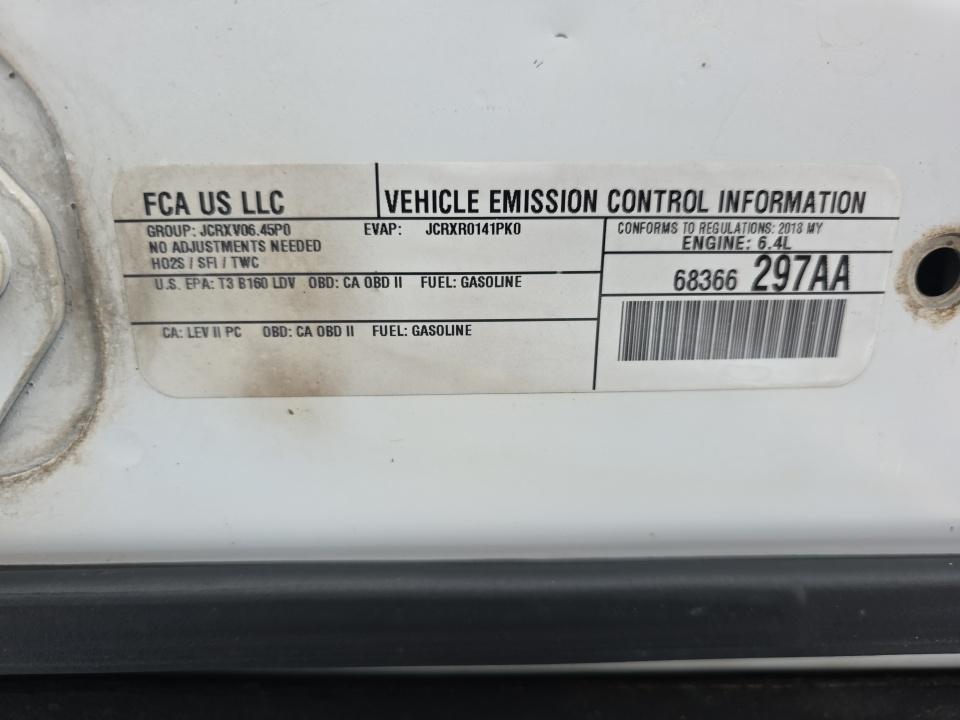 FCA US LLC
VEHICLE EMISSION CONTROL INFORMATION
GROUP: JCRXV06.45P0 EVAP: JCRXR0141PK0
NO ADJUSTMENTS NEEDED
HO2S / SFI / TWC
CONFORMS TO REGULATIONS: 2018 MY
ENGINE: 6.4L
U.S. EPA: T3 B160 LDV OBD: CA OBD II FUEL: GASOLINE
68366 297AA
CA: LEV II PC OBD: CA OBD II FUEL: GASOLINE